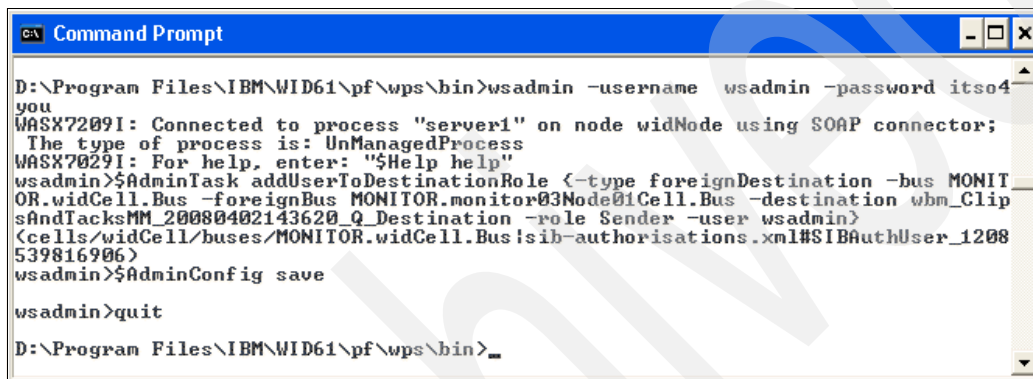 Command Prompt
D:\Program Files\IBM\WID61\pf\wps\bin>wsadmin -username  wsadmin -password itso4
you
WASX7209I: Connected to process "server1" on node widNode using SOAP connector;
 The type of process is: UnManagedProcess
WASX7029I: For help, enter: "$Help help"
wsadmin>$AdminTask addUserToDestinationRole {-type foreignDestination -bus MONIT
OR.widCell.Bus -foreignBus MONITOR.monitor03Node01Cell.Bus -destination wbm_Clip
sAndTacksMM_20080402143620_Q_Destination -role Sender -user wsadmin}
(cells/widCell/buses/MONITOR.widCell.Bus|sib-authorisations.xml#SIBAuthUser_1208
539816906)
wsadmin>$AdminConfig save
wsadmin>quit
D:\Program Files\IBM\WID61\pf\wps\bin>_